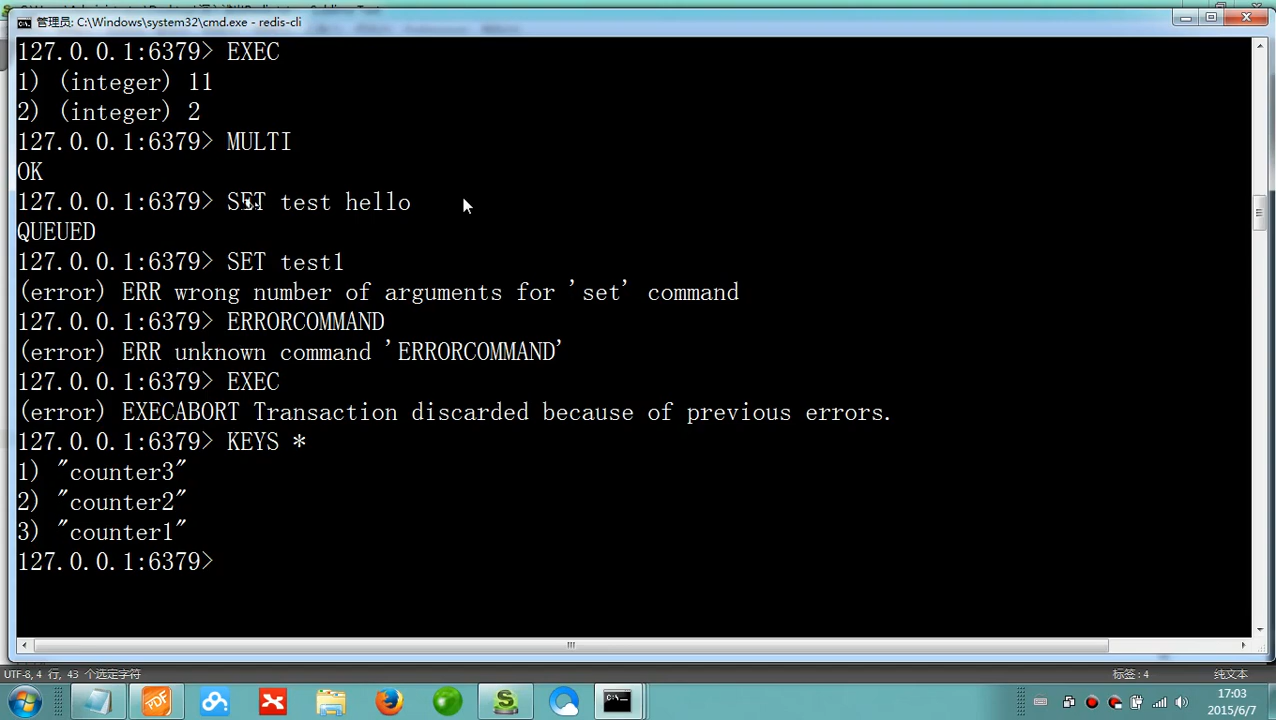 管理员: C:\Windows\system32\cmd.exe - redis-cli
127.0.0.1:6379> EXEC
1) (integer) 11
2) (integer) 2
127.0.0.1:6379> MULTI
OK
127.0.0.1:6379> SET test hello
QUEUED
127.0.0.1:6379> SET test1
(error) ERR wrong number of arguments for 'set' command
127.0.0.1:6379> ERRORCOMMAND
(error) ERR unknown command 'ERRORCOMMAND'
127.0.0.1:6379> EXEC
(error) EXECABORT Transaction discarded because of previous errors.
127.0.0.1:6379> KEYS *
1) "counter3"
2) "counter2"
3) "counter1"
127.0.0.1:6379>
UTF-8, 4 行, 43 个选定字符 标签: 4 纯文本
PDF
17:03
2015/6/7